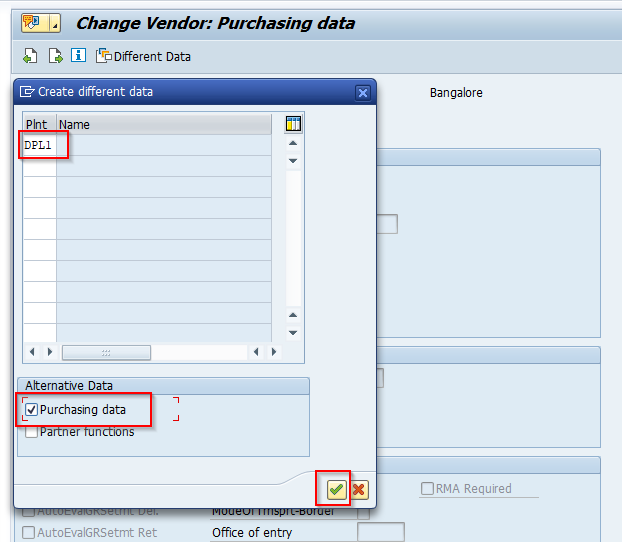 Change Vendor: Purchasing data
Different Data
Create different data
Bangalore
Plnt Name
DPL1
Alternative Data
Purchasing data
Partner functions
RMA Required
AutoEvalGRSetmt Del. ModeOfTrnsprt-Border
AutoEvalGRSetmt Ret Office of entry